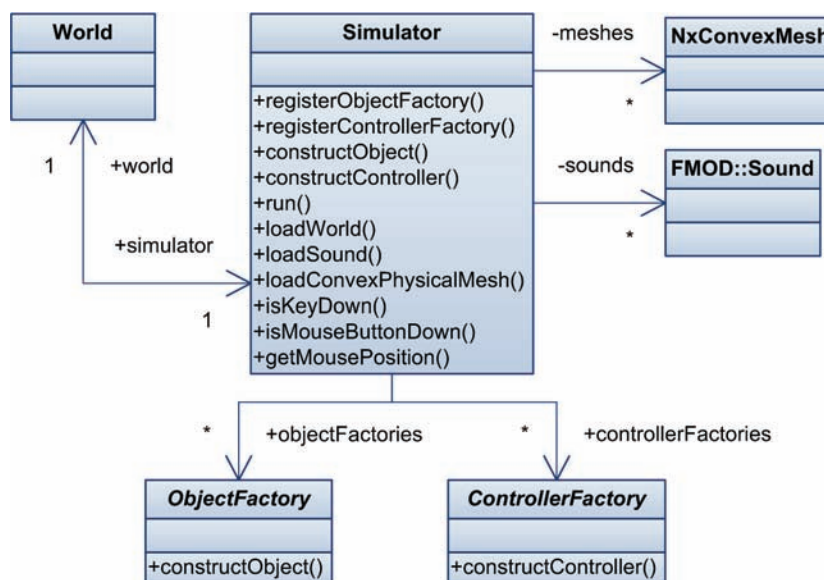 World
Simulator
-meshes
NxConvexMesh
*
+registerObjectFactory()
+registerControllerFactory()
+constructObject()
+constructController()
+run()
+loadWorld()
+loadSound()
+loadConvexPhysicalMesh()
+isKeyDown()
+isMouseButtonDown()
+getMousePosition()
1
+world
+simulator
1
-sounds
FMOD::Sound
*
*
+objectFactories
*
+controllerFactories
ObjectFactory
+constructObject()
ControllerFactory
+constructController()